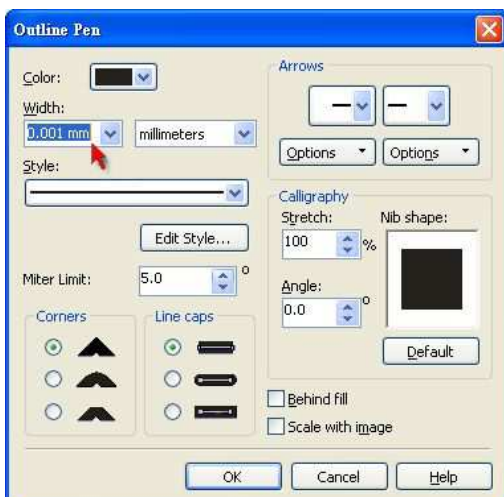 Outline Pen
Color:
Width:
0.001 mm
millimeters
Style:
Edit Style...
Miter Limit:
5.0
o
Corners
Line caps
Arrows
Options
Options
Calligraphy
Stretch:
Nib shape:
100
%
Angle:
0.0
o
Default
Behind fill
Scale with image
OK
Cancel
Help